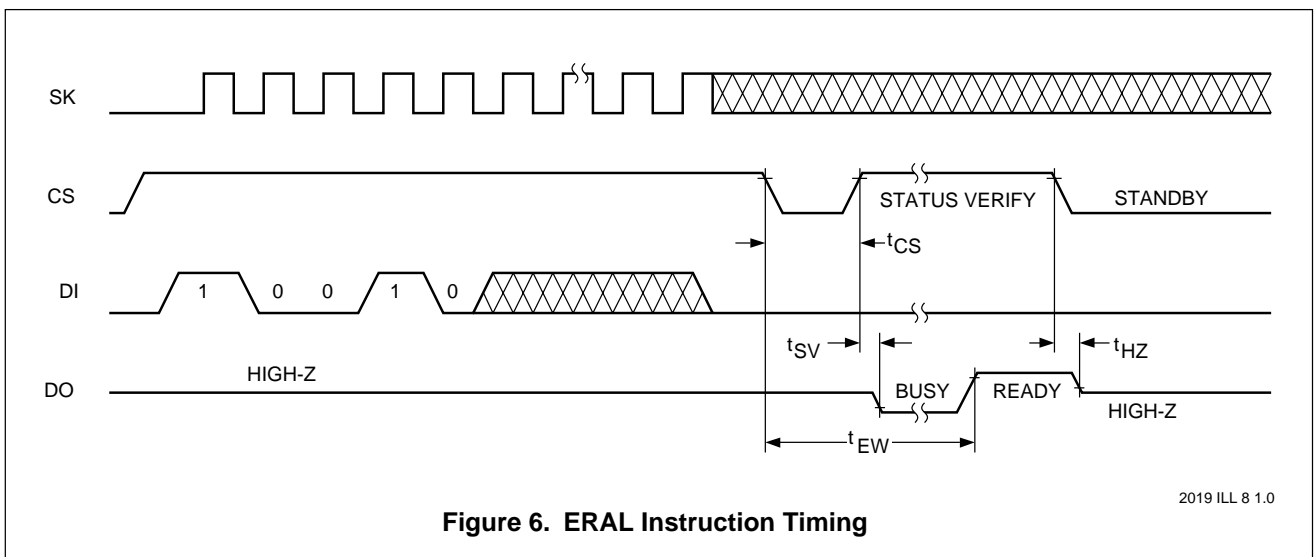 SK
CS
STATUS VERIFY
STANDBY
tCS
DI
1 0 0 1 0
tSV
tHZ
DO
HIGH-Z
BUSY
READY
HIGH-Z
tEW
2019 ILL 8 1.0
Figure 6. ERAL Instruction Timing